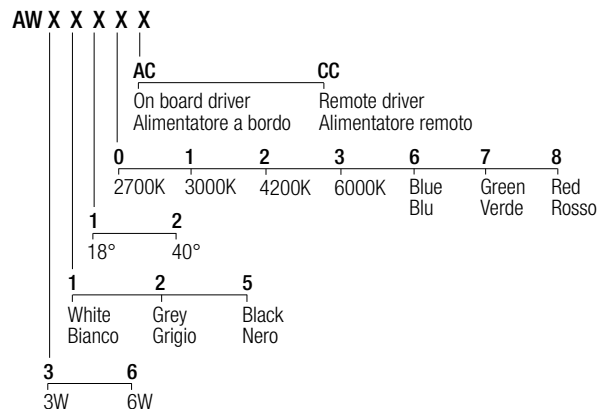 AW X X X X X
AC CC
On board driver Remote driver
Alimentatore a bordo Alimentatore remoto
0 1 2 3 6 7 8
2700K 3000K 4200K 6000K Blue Green Red
Blu Verde Rosso
1 2
18° 40°
1 2 5
White Grey Black
Bianco Grigio Nero
3 6
3W 6W